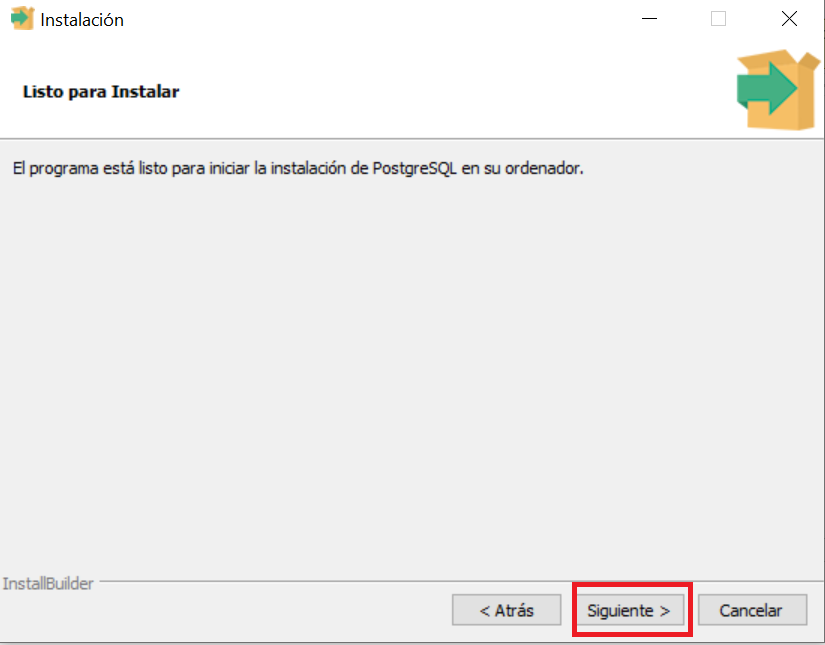 Instalación
Listo para Instalar
El programa está listo para iniciar la instalación de PostgreSQL en su ordenador.
InstallBuilder
< Atrás
Siguiente >
Cancelar